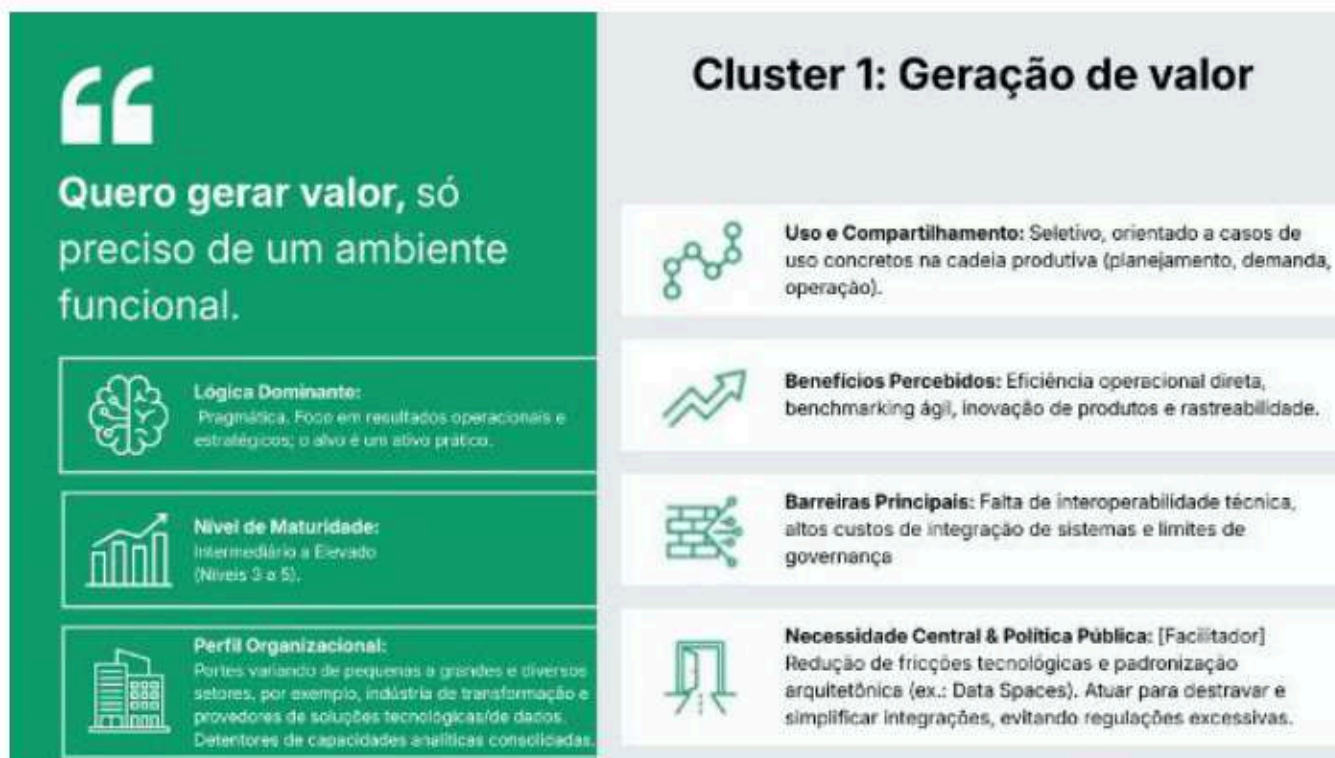 “
Quero gerar valor, só
preciso de um ambiente
funcional.
Lógica Dominante:
Pragmática. Foco em resultados operacionais e
estratégicos; o alvo é um ativo prático.
Nível de Maturidade:
Intermediário a Elevado
(Níveis 3 a 5).
Perfil Organizacional:
Portes variando de pequenas a grandes e diversos
setores, por exemplo, indústria de transformação e
provedores de soluções tecnológicas/de dados.
Detentores de capacidades analíticas consolidadas.
Cluster 1: Geração de valor
Uso e Compartilhamento: Seletivo, orientado a casos de
uso concretos na cadeia produtiva (planejamento, demanda,
operação).
Benefícios Percebidos: Eficiência operacional direta,
benchmarking ágil, inovação de produtos e rastreabilidade.
Barreiras Principais: Falta de interoperabilidade técnica,
altos custos de integração de sistemas e limites de
governança
Necessidade Central & Política Pública: [Facilitador]
Redução de fricções tecnológicas e padronização
arquitetônica (ex.: Data Spaces). Atuar para destravar e
simplificar integrações, evitando regulações excessivas.